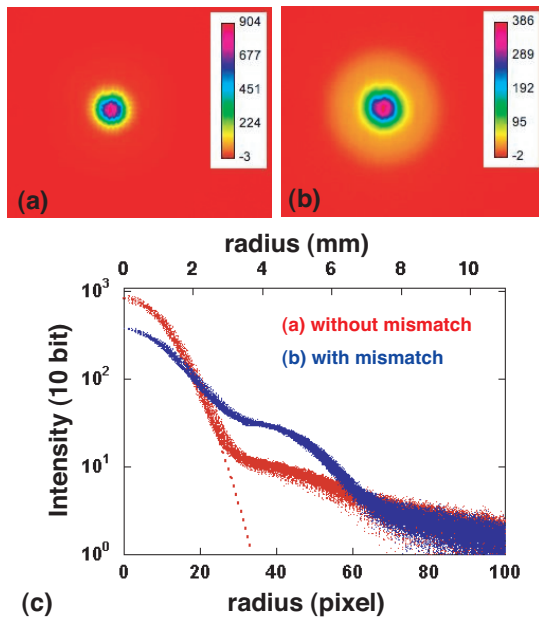 904
677
451
224
-3
(a)
386
289
192
95
-2
(b)
radius (mm)
0 2 4 6 8 10
10³
10²
10¹
10⁰
Intensity (10 bit)
(a) without mismatch
(b) with mismatch
0 20 40 60 80 100
radius (pixel)
(c)